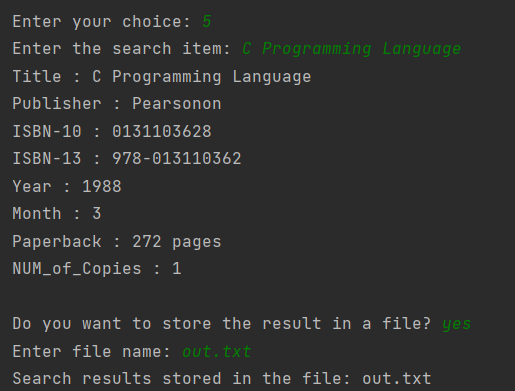 Enter your choice: 5
Enter the search item: C Programming Language
Title : C Programming Language
Publisher : Pearsonon
ISBN-10 : 0131103628
ISBN-13 : 978-013110362
Year : 1988
Month : 3
Paperback : 272 pages
NUM_of_Copies : 1
Do you want to store the result in a file? yes
Enter file name: out.txt
Search results stored in the file: out.txt